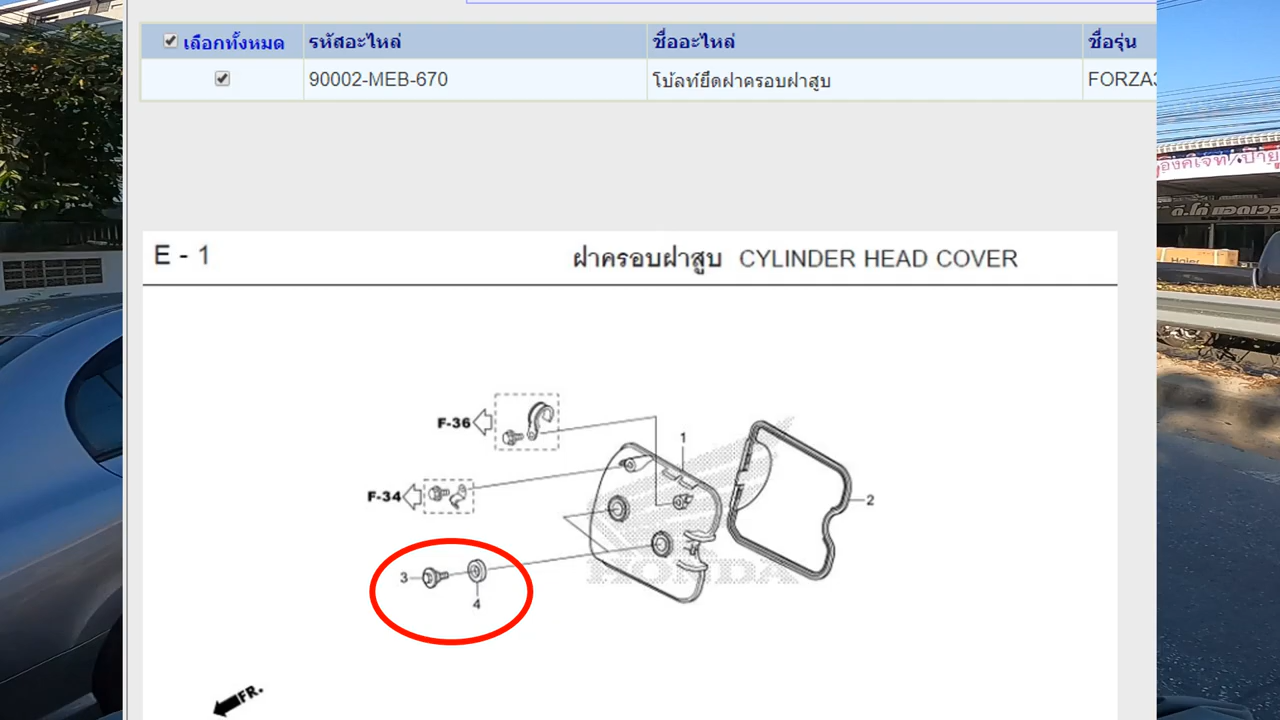 เลือกทั้งหมด รหัสอะไหล่ ชื่ออะไหล่ ชื่อรุ่น
90002-MEB-670 โบ้ลท์ยึดฝาครอบฝาสูบ FORZA3
E - 1 ฝาครอบฝาสูบ CYLINDER HEAD COVER
F-36
1
F-34
2
3
4
HONDA
FR.
Haier